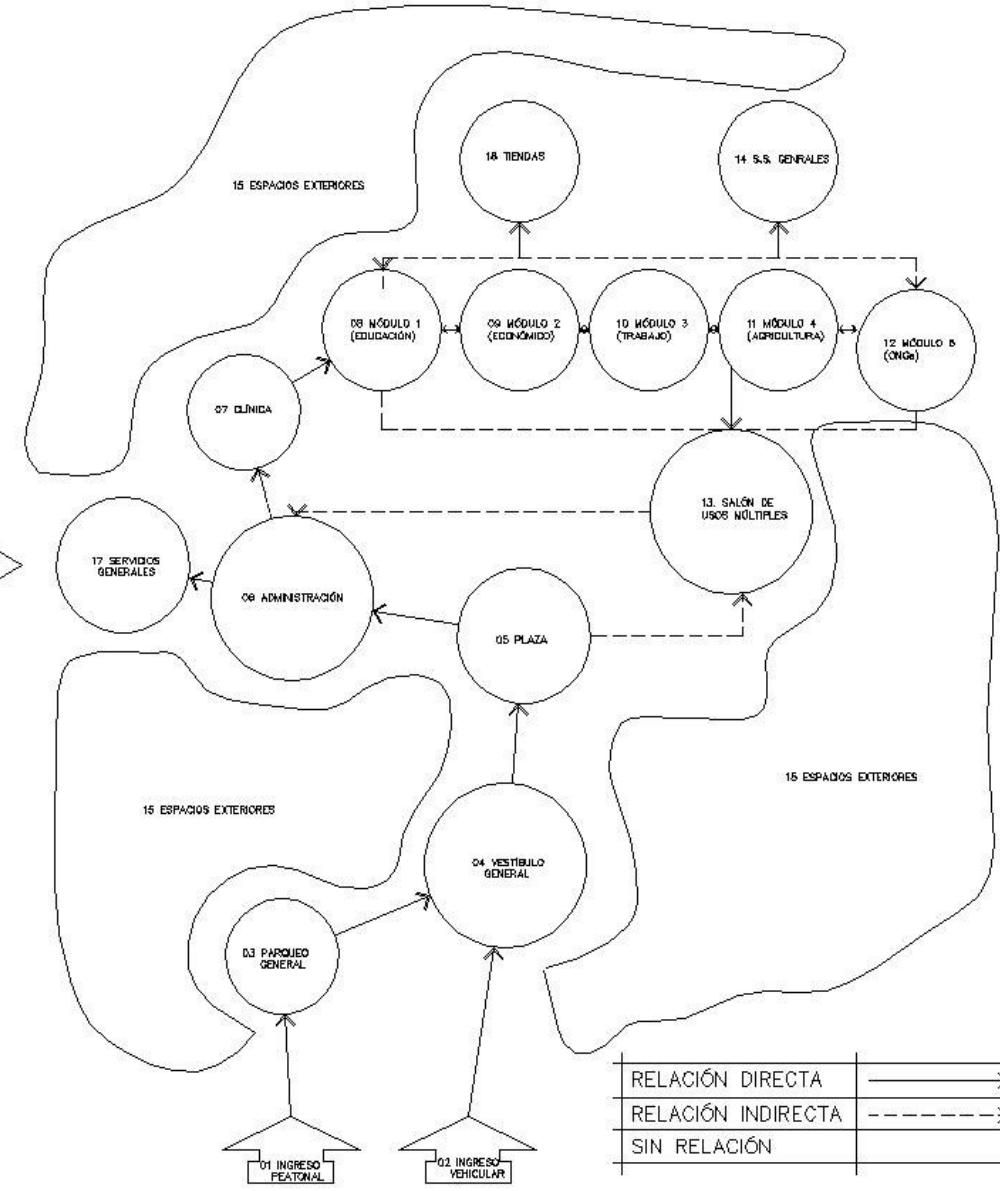 18 TIENDAS
14 S.S. GENRALES
15 ESPACIOS EXTERIORES
08 MÓDULO 1
(EDUCACIÓN)
09 MÓDULO 2
(ECONÓMICO)
10 MÓDULO 3
(TRABAJO)
11 MÓDULO 4
(AGRICULTURA)
12 MÓDULO 5
(ONGs)
07 CLÍNICA
13. SALÓN DE
USOS MÚLTIPLES
17 SERVICIOS
GENERALES
06 ADMINISTRACIÓN
05 PLAZA
15 ESPACIOS EXTERIORES
15 ESPACIOS EXTERIORES
04 VESTÍBULO
GENERAL
03 PARQUEO
GENERAL
01 INGRESO
PEATONAL
02 INGRESO
VEHICULAR
RELACIÓN DIRECTA
RELACIÓN INDIRECTA
SIN RELACIÓN